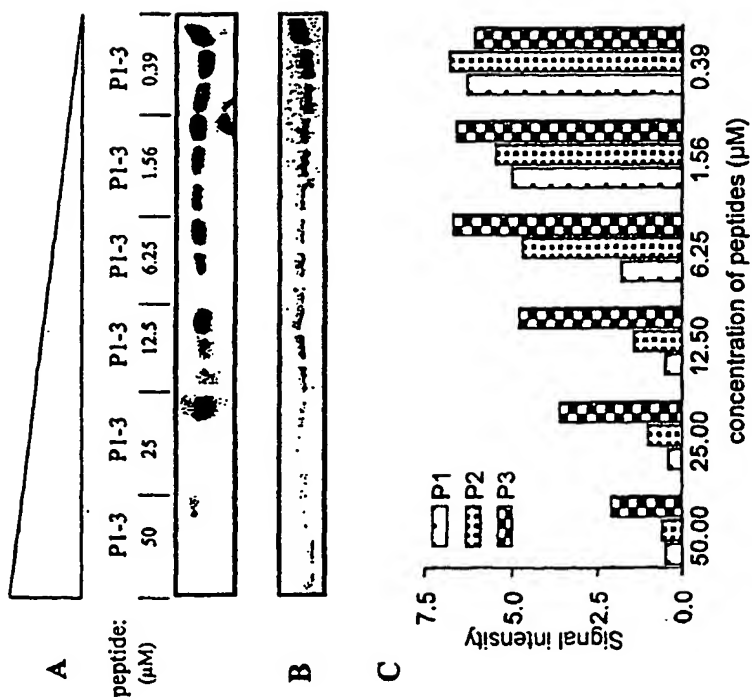 A
peptide: P1-3 P1-3 P1-3 P1-3 P1-3 P1-3
(µM) 50 25 12.5 6.25 1.56 0.39
B
C
7.5
5.0
2.5
0.0
Signal intensity
P1
P2
P3
50.00 25.00 12.50 6.25 1.56 0.39
concentration of peptides (µM)